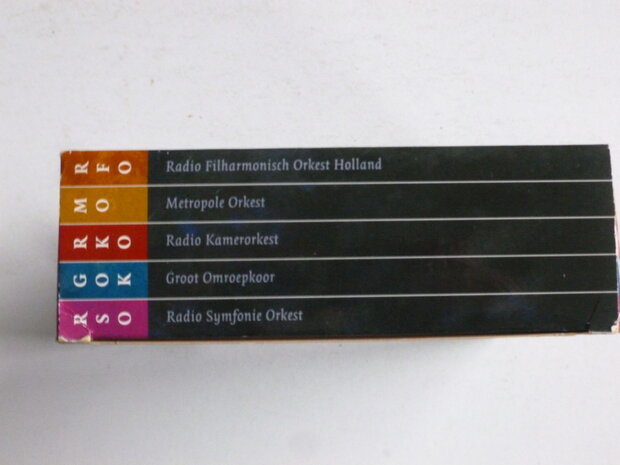 RFO Radio Filharmonisch Orkest Holland
MO Metropole Orkest
RKO Radio Kamerorkest
GOK Groot Omroepkoor
RSO Radio Symfonie Orkest